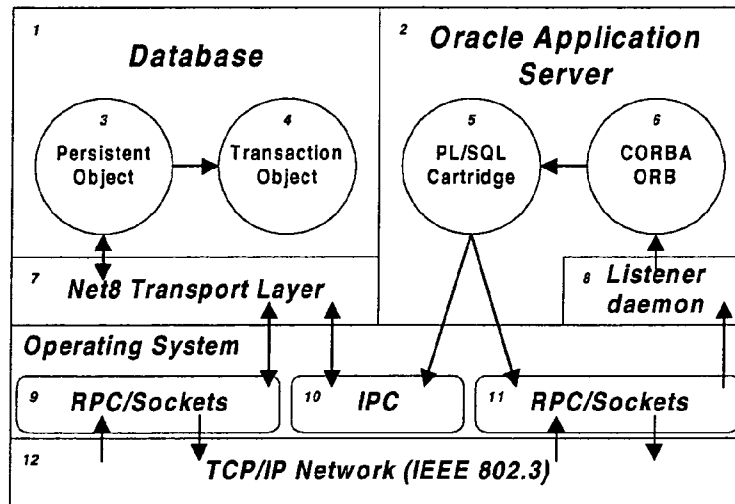 1
Database
2
Oracle Application
Server
3
Persistent
Object
4
Transaction
Object
5
PL/SQL
Cartridge
6
CORBA
ORB
7
Net8 Transport Layer
8
Listener
daemon
Operating System
9
RPC/Sockets
10
IPC
11
RPC/Sockets
12
TCP/IP Network (IEEE 802.3)